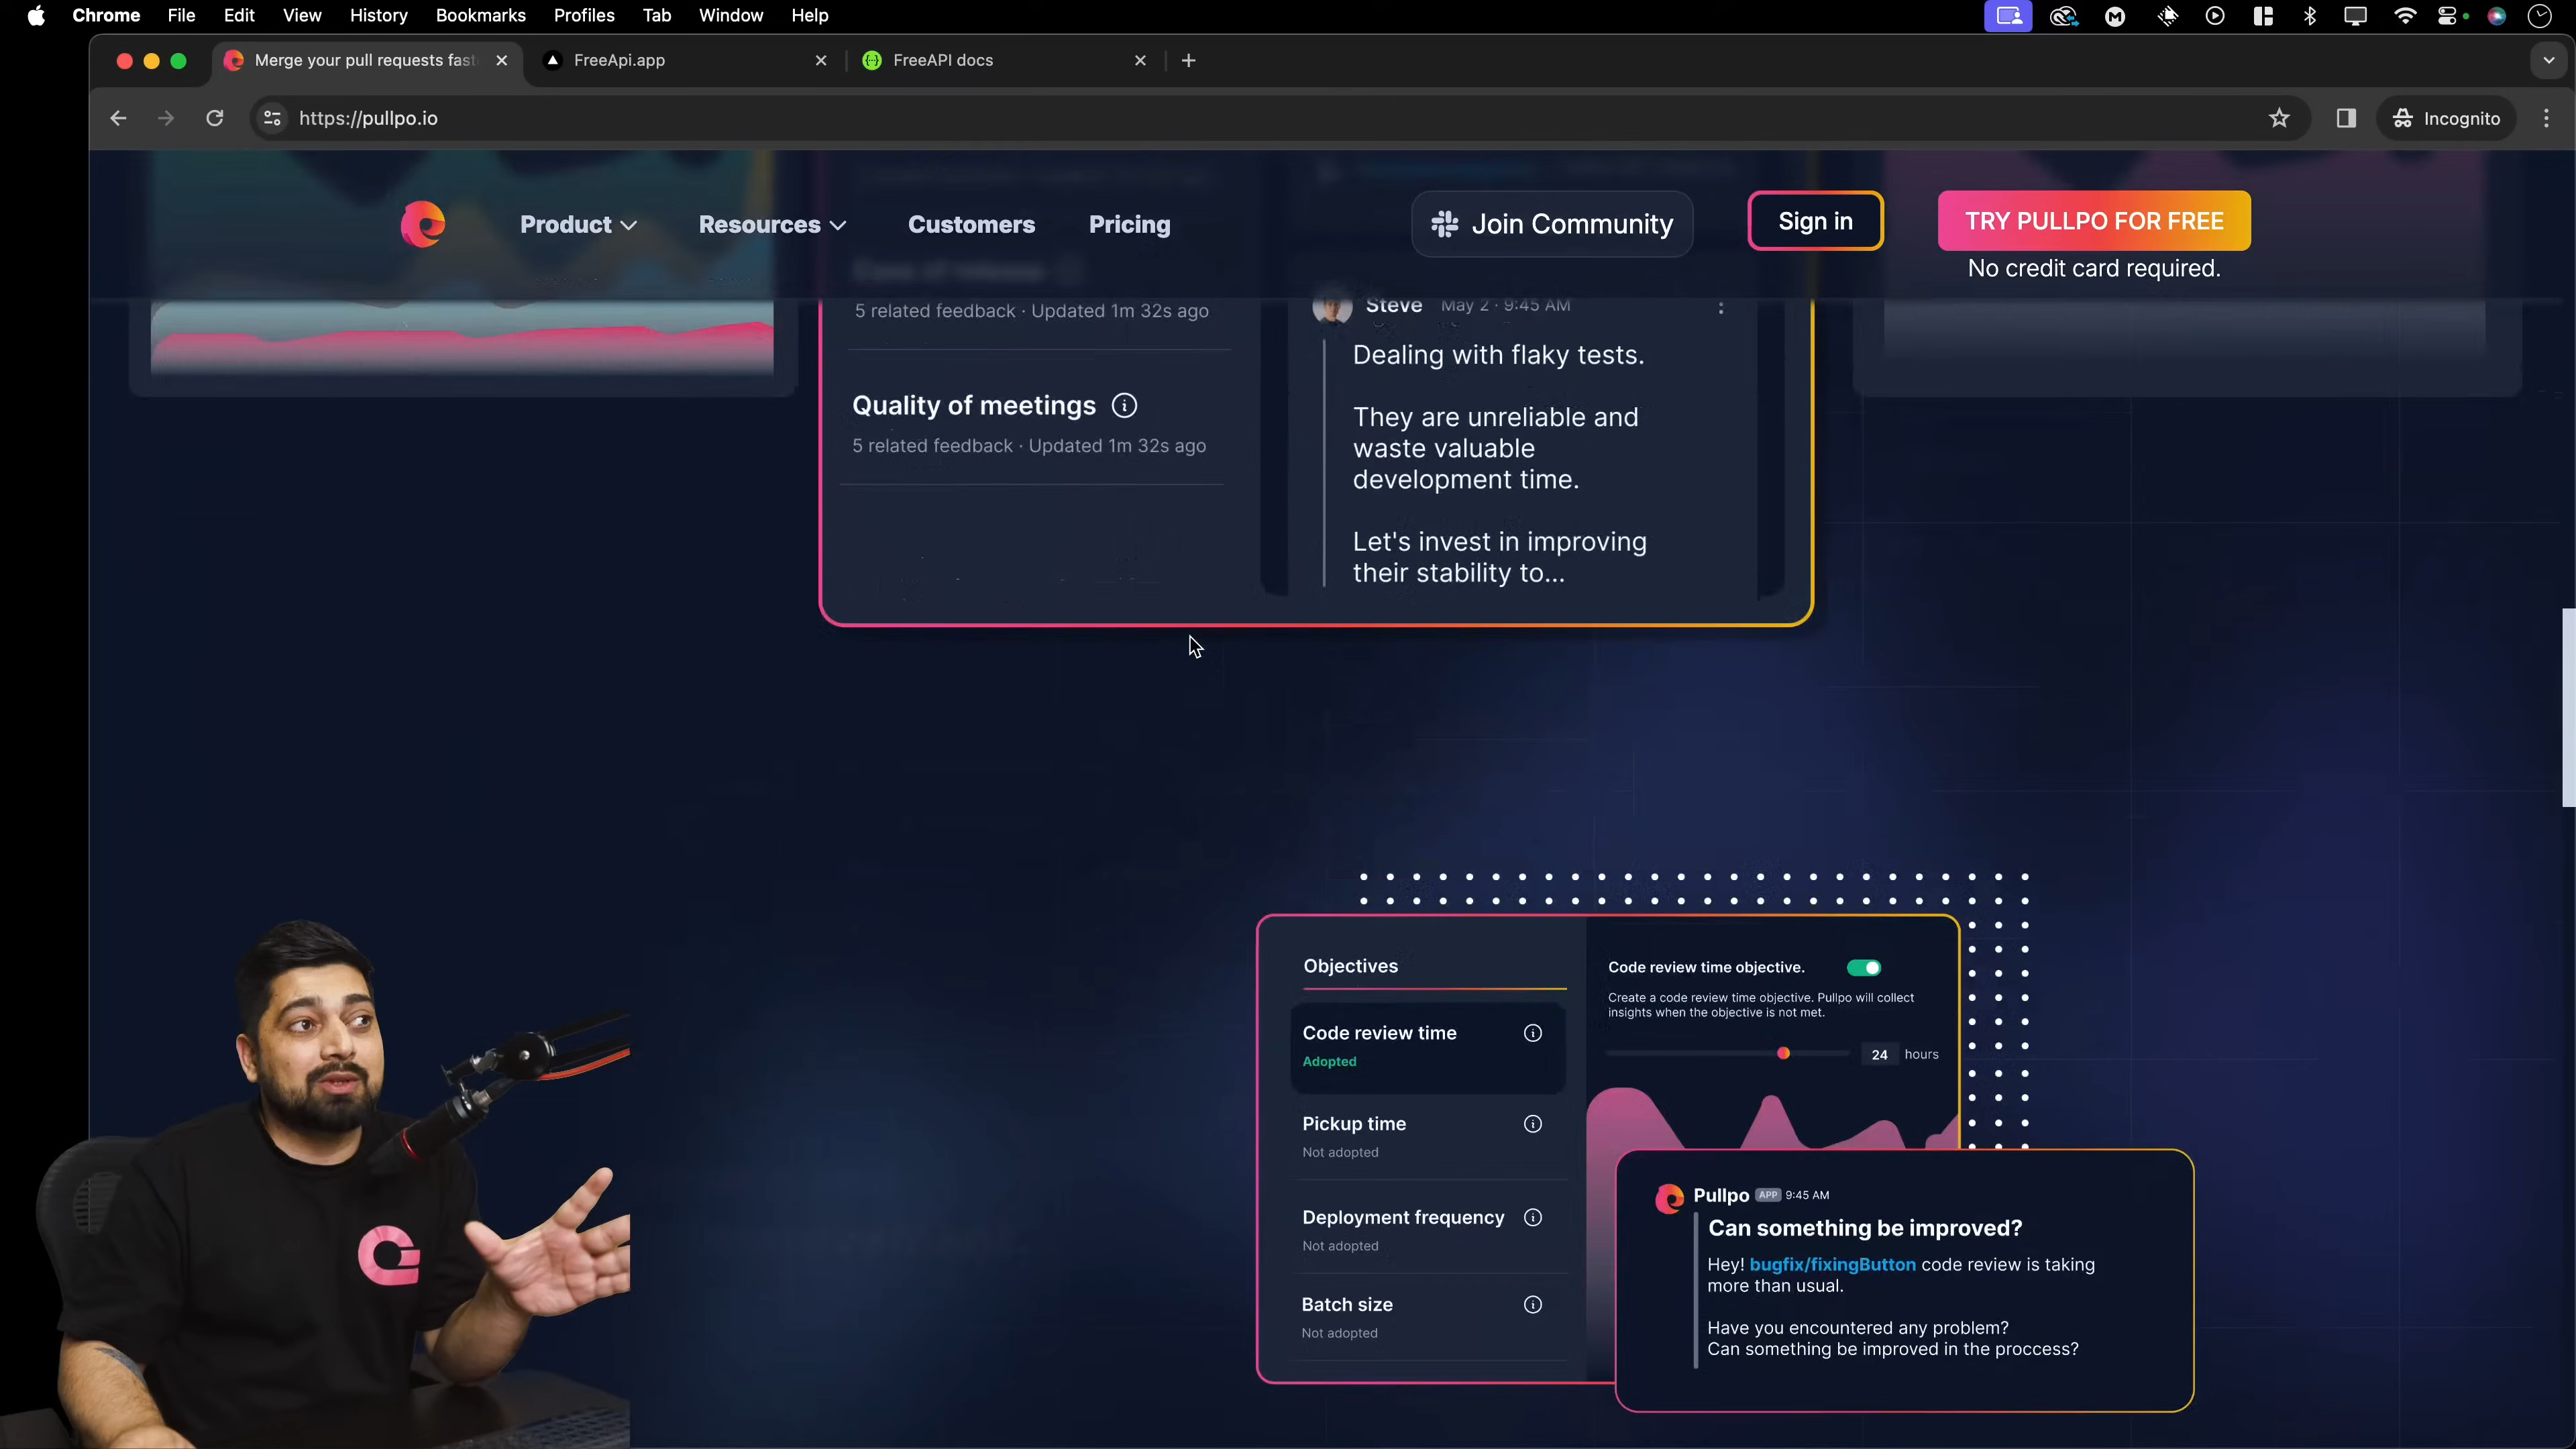 Chrome File Edit View History Bookmarks Profiles Tab Window Help
Merge your pull requests fast
FreeApi.app
FreeAPI docs
https://pullpo.io
Incognito
Product
Resources
Customers
Pricing
Join Community
Sign in
TRY PULLPO FOR FREE
No credit card required.
Ease of release
5 related feedback · Updated 1m 32s ago
Quality of meetings
5 related feedback · Updated 1m 32s ago
Steve May 2 · 9:45 AM
Dealing with flaky tests.
They are unreliable and
waste valuable
development time.
Let's invest in improving
their stability to...
Objectives
Code review time
Adopted
Pickup time
Not adopted
Deployment frequency
Not adopted
Batch size
Not adopted
Code review time objective.
Create a code review time objective. Pullpo will collect
insights when the objective is not met.
24 hours
Pullpo APP 9:45 AM
Can something be improved?
Hey! bugfix/fixingButton code review is taking
more than usual.
Have you encountered any problem?
Can something be improved in the proccess?